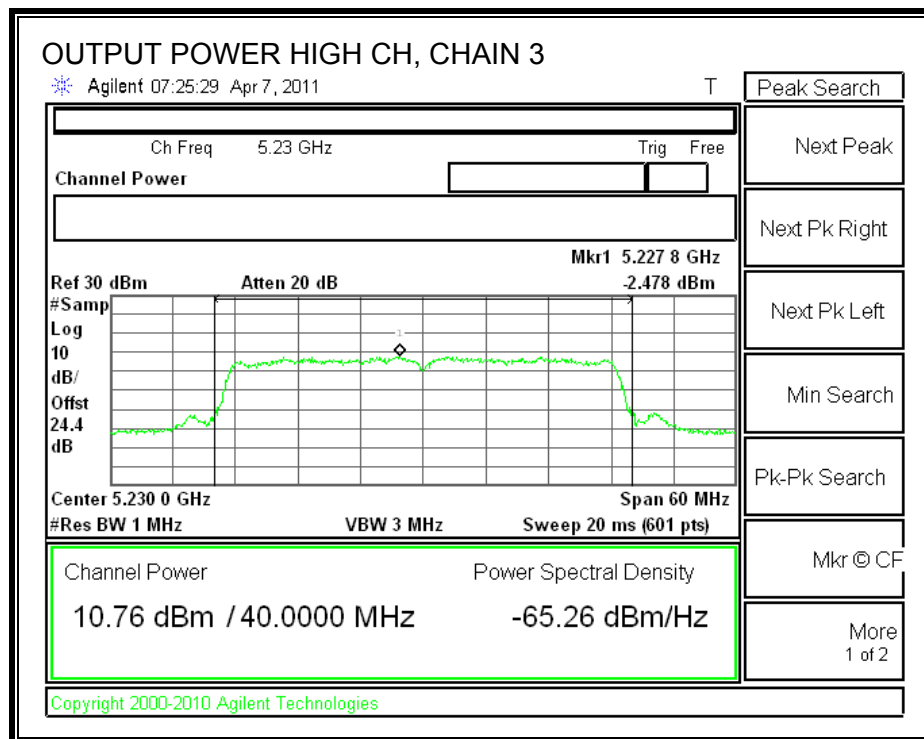 OUTPUT POWER HIGH CH, CHAIN 3
Agilent 07:25:29 Apr 7, 2011 T
Peak Search
Ch Freq 5.23 GHz Trig Free
Next Peak
Channel Power
Next Pk Right
Mkr1 5.227 8 GHz
Ref 30 dBm Atten 20 dB -2.478 dBm
#Samp
Log
10
dB/
Offst
24.4
dB
1
Next Pk Left
Min Search
Pk-Pk Search
Center 5.230 0 GHz Span 60 MHz
#Res BW 1 MHz VBW 3 MHz Sweep 20 ms (601 pts)
Channel Power Power Spectral Density
Mkr © CF
10.76 dBm / 40.0000 MHz -65.26 dBm/Hz
More
1 of 2
Copyright 2000-2010 Agilent Technologies